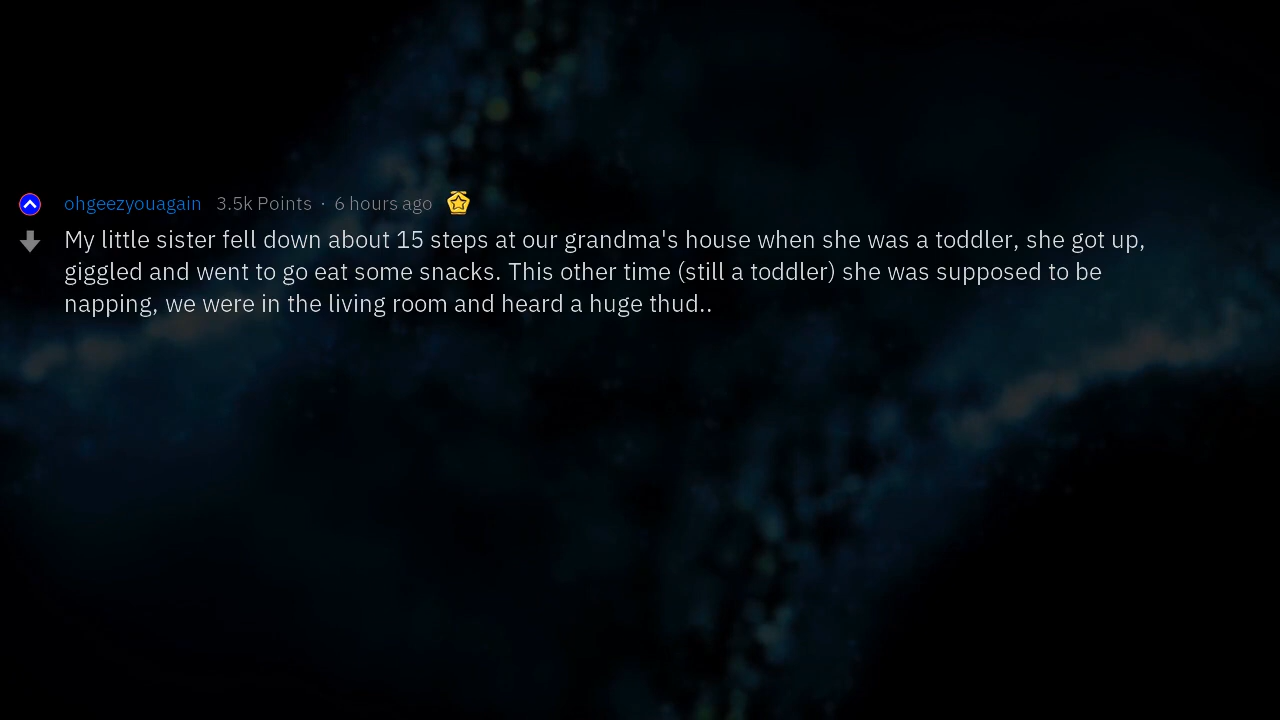 ohgeezyouagain 3.5k Points · 6 hours ago
My little sister fell down about 15 steps at our grandma's house when she was a toddler, she got up,
giggled and went to go eat some snacks. This other time (still a toddler) she was supposed to be
napping, we were in the living room and heard a huge thud..